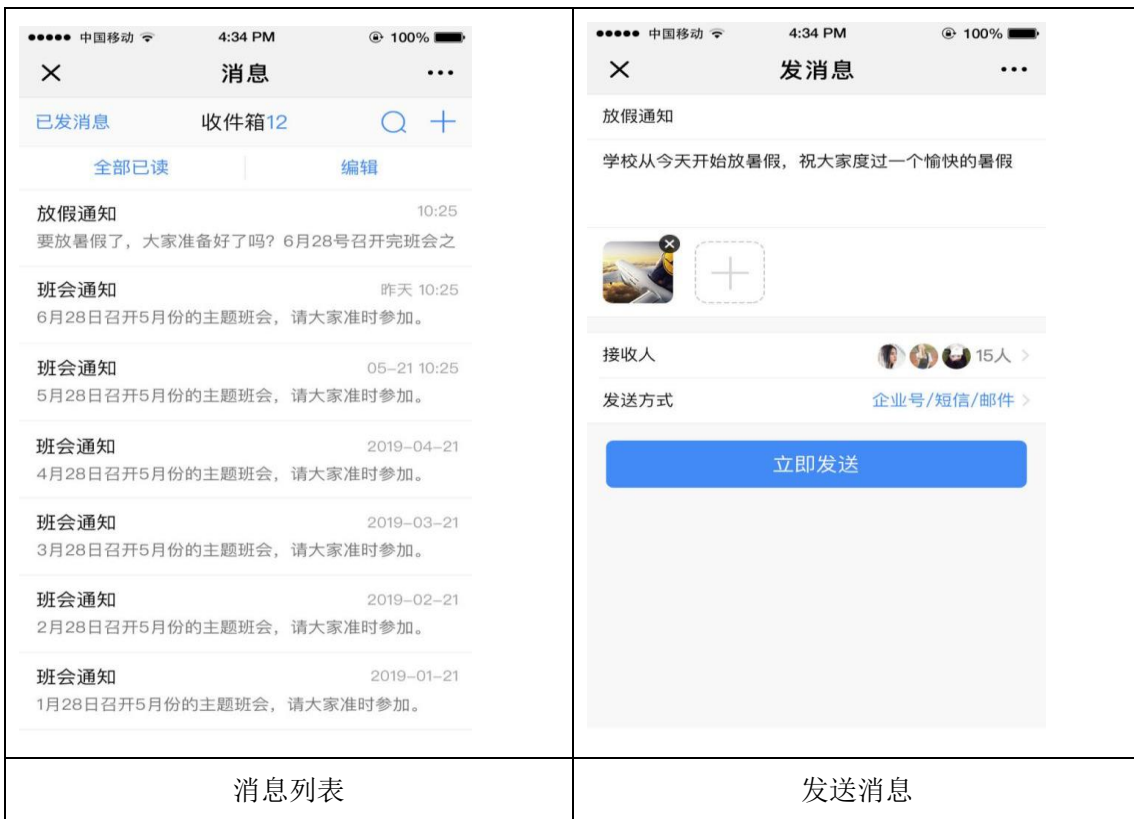 中国移动 4:34 PM 100%
消息
已发消息 收件箱12
全部已读 编辑
放假通知 10:25
要放暑假了，大家准备好了吗？6月28号召开完班会之
班会通知 昨天 10:25
6月28日召开5月份的主题班会，请大家准时参加。
班会通知 05-21 10:25
5月28日召开5月份的主题班会，请大家准时参加。
班会通知 2019-04-21
4月28日召开5月份的主题班会，请大家准时参加。
班会通知 2019-03-21
3月28日召开5月份的主题班会，请大家准时参加。
班会通知 2019-02-21
2月28日召开5月份的主题班会，请大家准时参加。
班会通知 2019-01-21
1月28日召开5月份的主题班会，请大家准时参加。
消息列表
中国移动 4:34 PM 100%
发消息
放假通知
学校从今天开始放暑假，祝大家度过一个愉快的暑假
接收人 15人
发送方式 企业号/短信/邮件
立即发送
发送消息